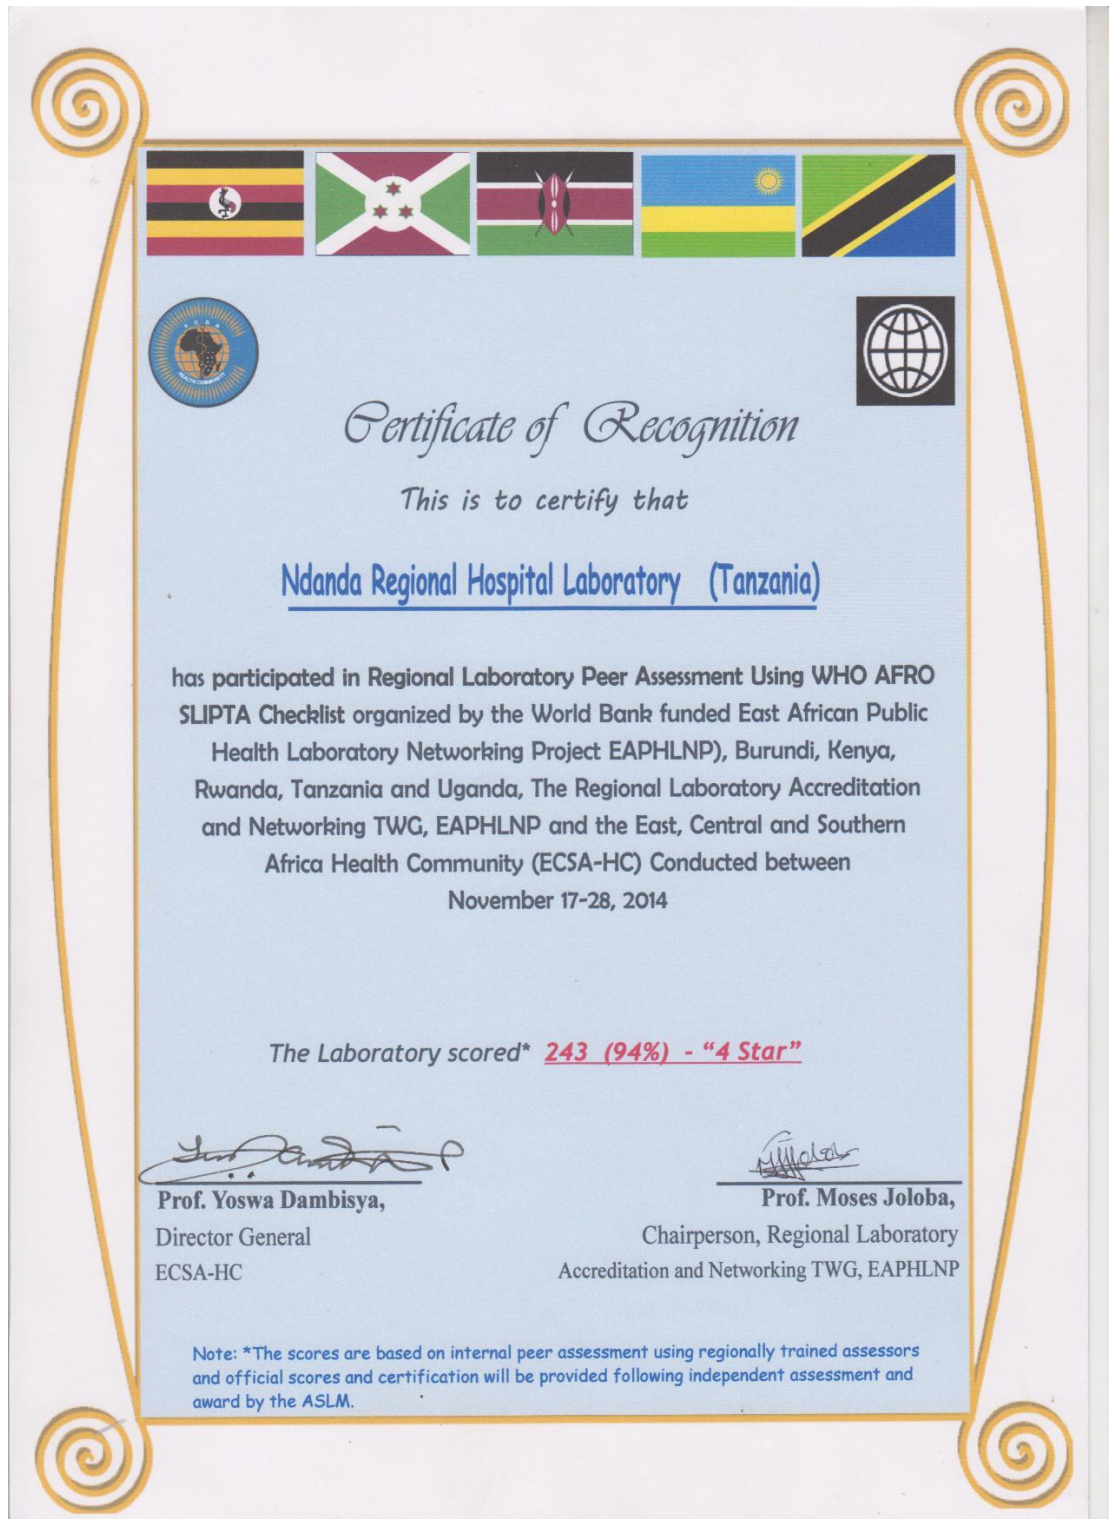 E C S A
HEALTH COMMUNITY
Certificate of Recognition
This is to certify that
Ndanda Regional Hospital Laboratory (Tanzania)
has participated in Regional Laboratory Peer Assessment Using WHO AFRO
SLIPTA Checklist organized by the World Bank funded East African Public
Health Laboratory Networking Project EAPHLNP), Burundi, Kenya,
Rwanda, Tanzania and Uganda, The Regional Laboratory Accreditation
and Networking TWG, EAPHLNP and the East, Central and Southern
Africa Health Community (ECSA-HC) Conducted between
November 17-28, 2014
The Laboratory scored* 243 (94%) - “4 Star”
Prof. Yoswa Dambisya,
Director General
ECSA-HC
Prof. Moses Joloba,
Chairperson, Regional Laboratory
Accreditation and Networking TWG, EAPHLNP
Note: *The scores are based on internal peer assessment using regionally trained assessors
and official scores and certification will be provided following independent assessment and
award by the ASLM.